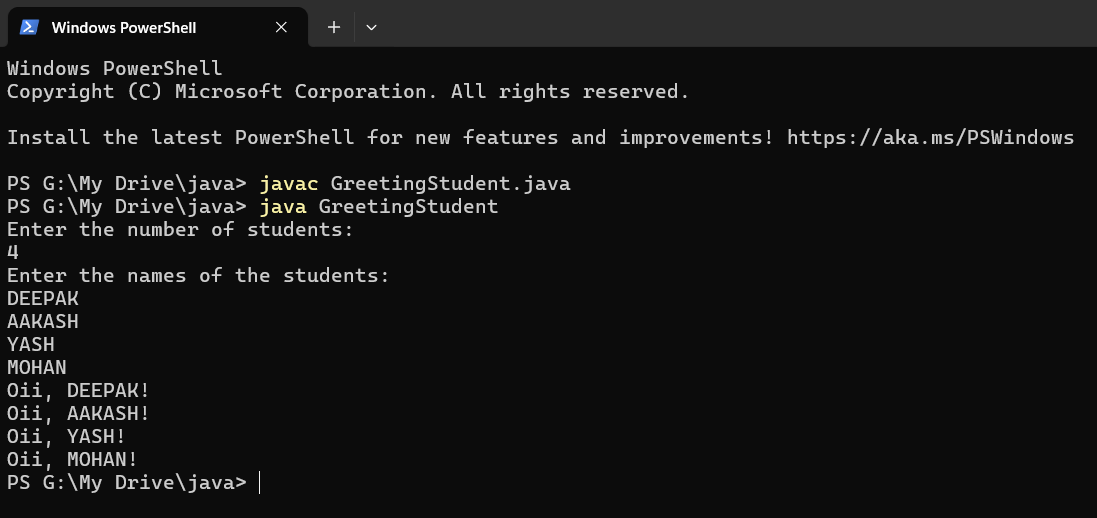 Windows PowerShell
Windows PowerShell
Copyright (C) Microsoft Corporation. All rights reserved.
Install the latest PowerShell for new features and improvements! https://aka.ms/PSWindows
PS G:\My Drive\java> javac GreetingStudent.java
PS G:\My Drive\java> java GreetingStudent
Enter the number of students:
4
Enter the names of the students:
DEEPAK
AAKASH
YASH
MOHAN
Oii, DEEPAK!
Oii, AAKASH!
Oii, YASH!
Oii, MOHAN!
PS G:\My Drive\java>